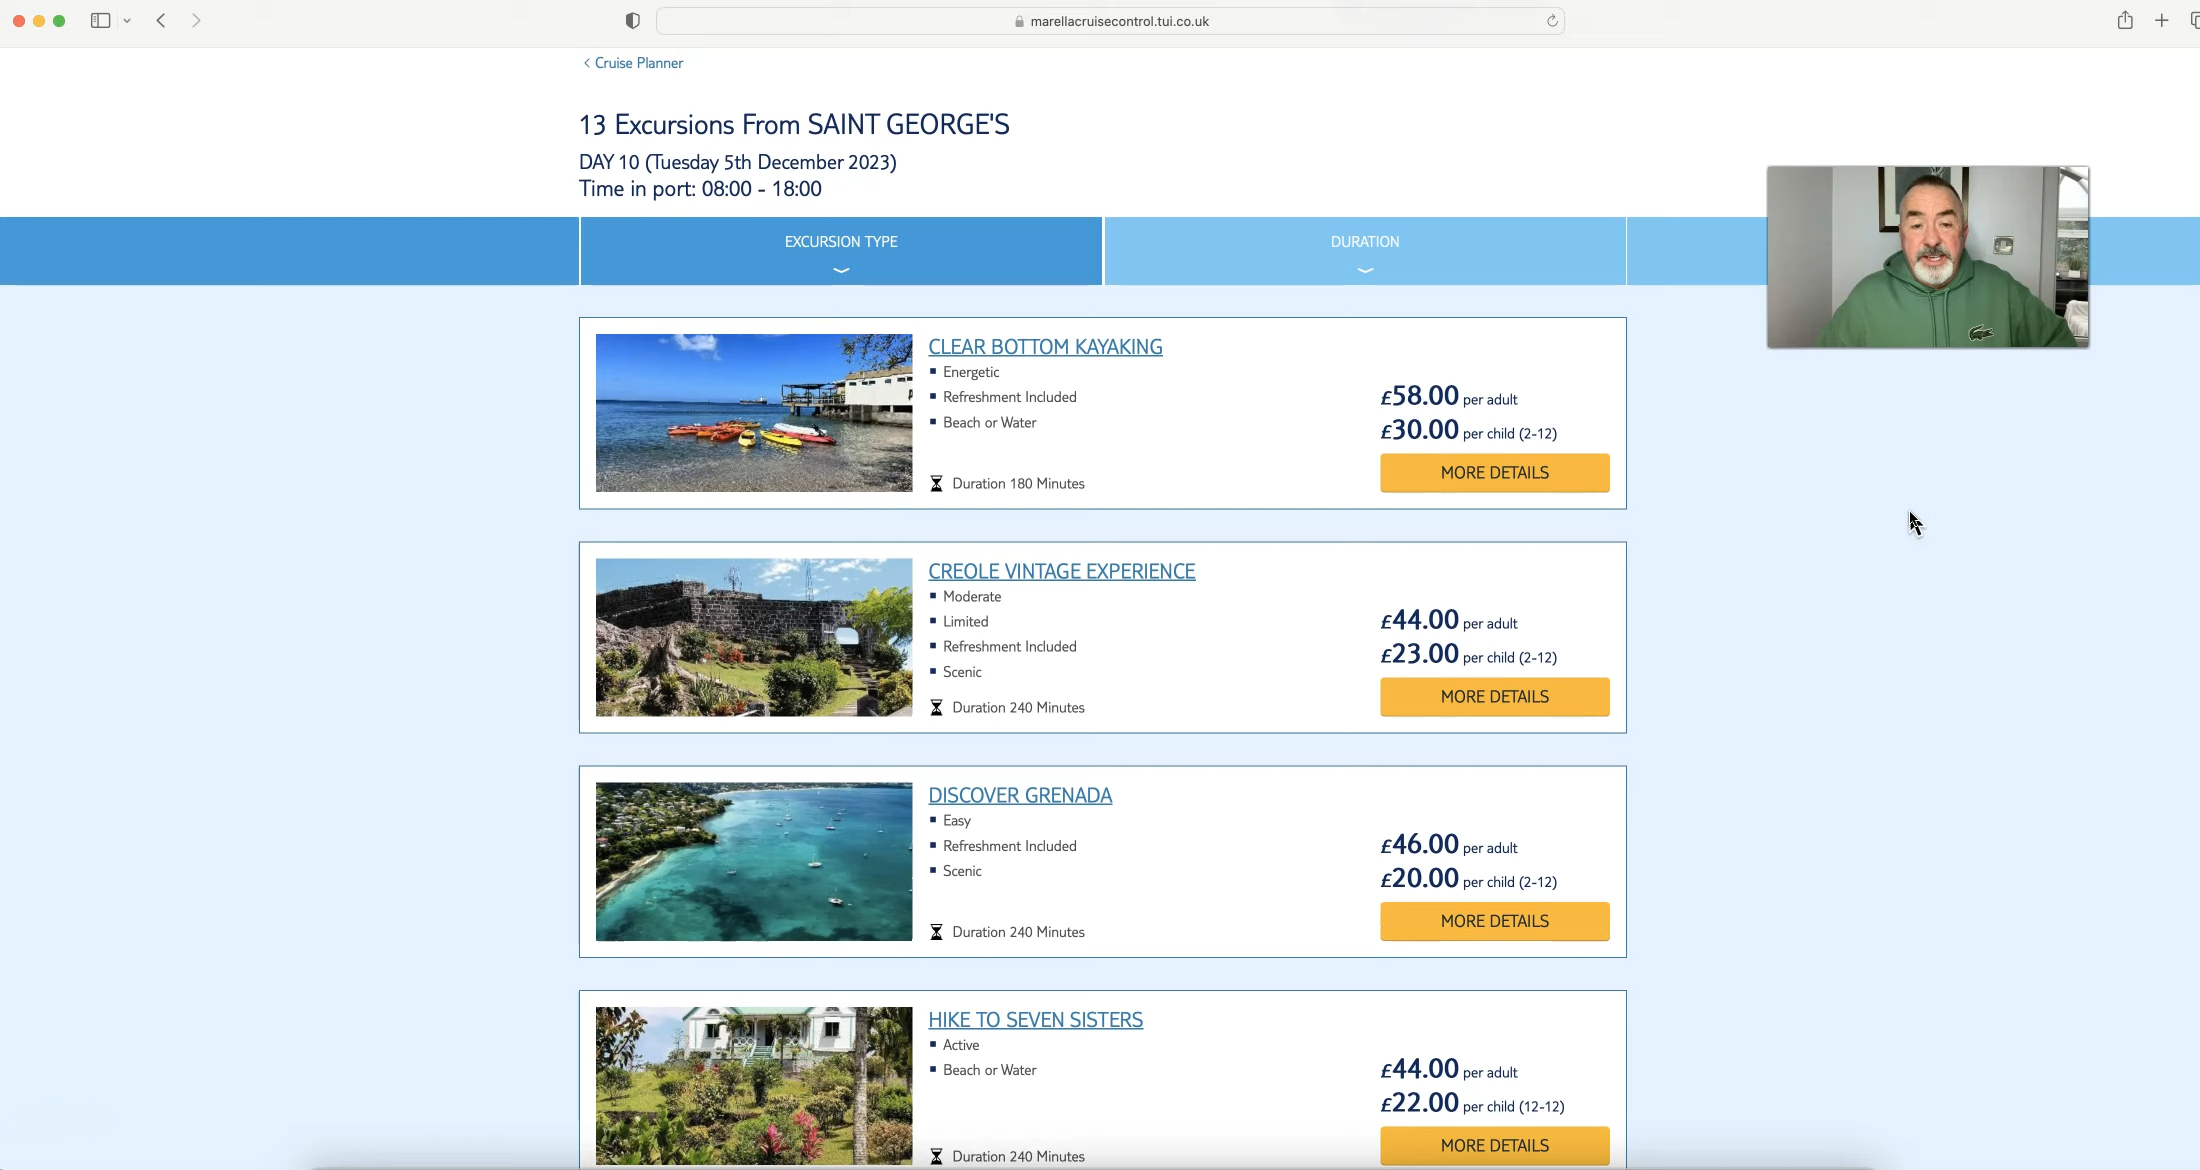 marellacruisecontrol.tui.co.uk
< Cruise Planner
13 Excursions From SAINT GEORGE'S
DAY 10 (Tuesday 5th December 2023)
Time in port: 08:00 - 18:00
EXCURSION TYPE
DURATION
CLEAR BOTTOM KAYAKING
Energetic
Refreshment Included
Beach or Water
Duration 180 Minutes
£58.00 per adult
£30.00 per child (2-12)
MORE DETAILS
CREOLE VINTAGE EXPERIENCE
Moderate
Limited
Refreshment Included
Scenic
Duration 240 Minutes
£44.00 per adult
£23.00 per child (2-12)
MORE DETAILS
DISCOVER GRENADA
Easy
Refreshment Included
Scenic
Duration 240 Minutes
£46.00 per adult
£20.00 per child (2-12)
MORE DETAILS
HIKE TO SEVEN SISTERS
Active
Beach or Water
Duration 240 Minutes
£44.00 per adult
£22.00 per child (12-12)
MORE DETAILS